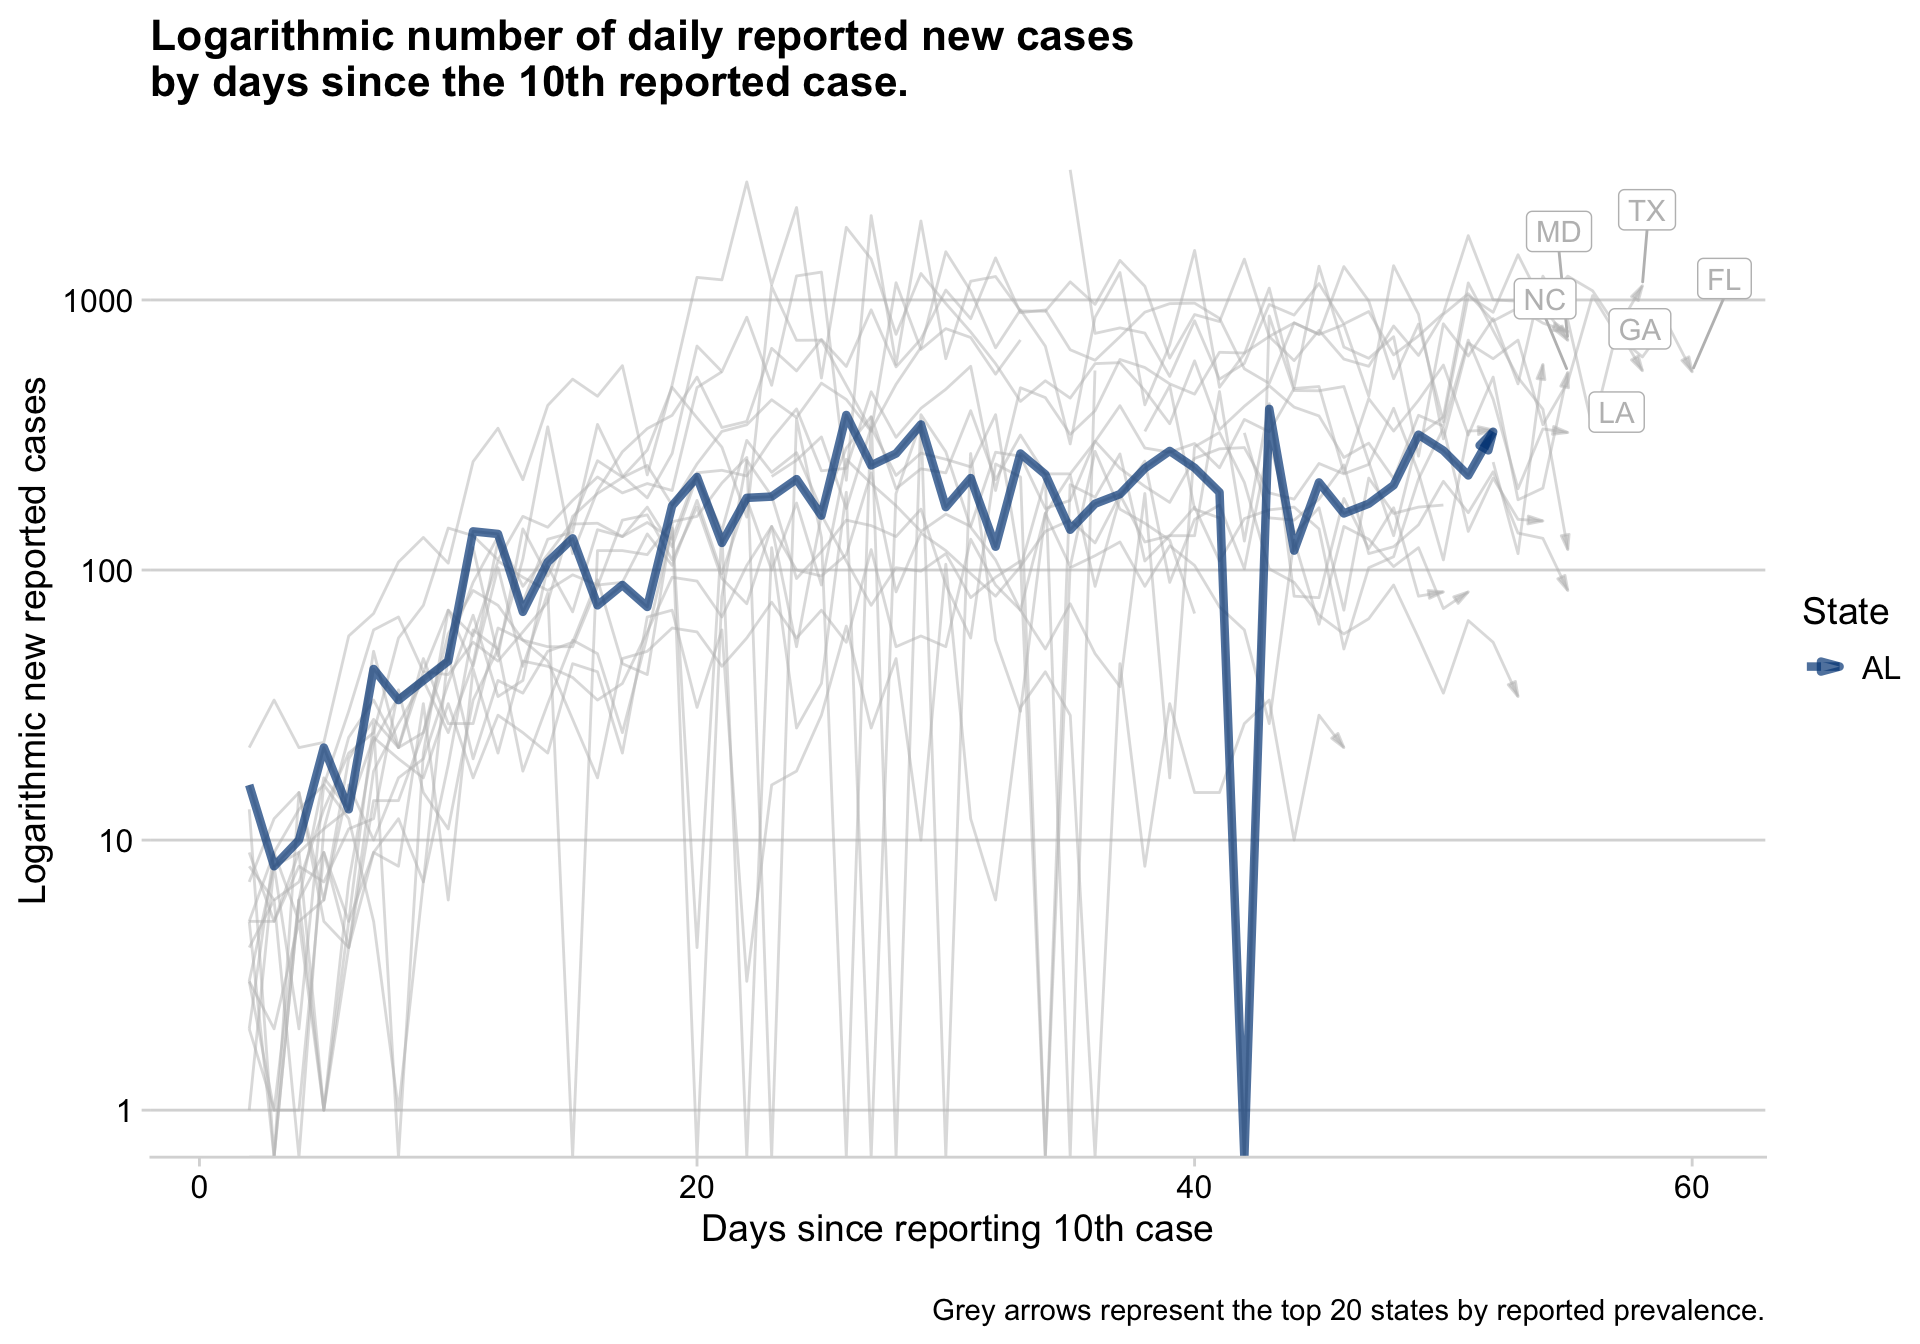 Logarithmic number of daily reported new cases
by days since the 10th reported case.
TX
MD
FL
NC
GA
LA
1000
100
10
1
Logarithmic new reported cases
State
AL
0
20
40
60
Days since reporting 10th case
Grey arrows represent the top 20 states by reported prevalence.